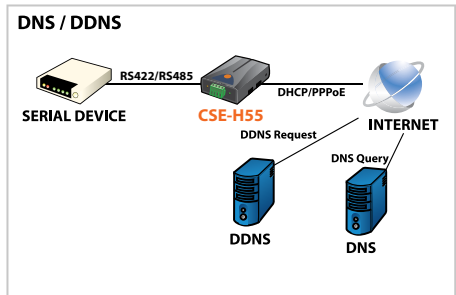 DNS / DDNS
RS422/RS485
DHCP/PPPoE
SERIAL DEVICE
CSE-H55
INTERNET
DDNS Request
DNS Query
DDNS
DNS